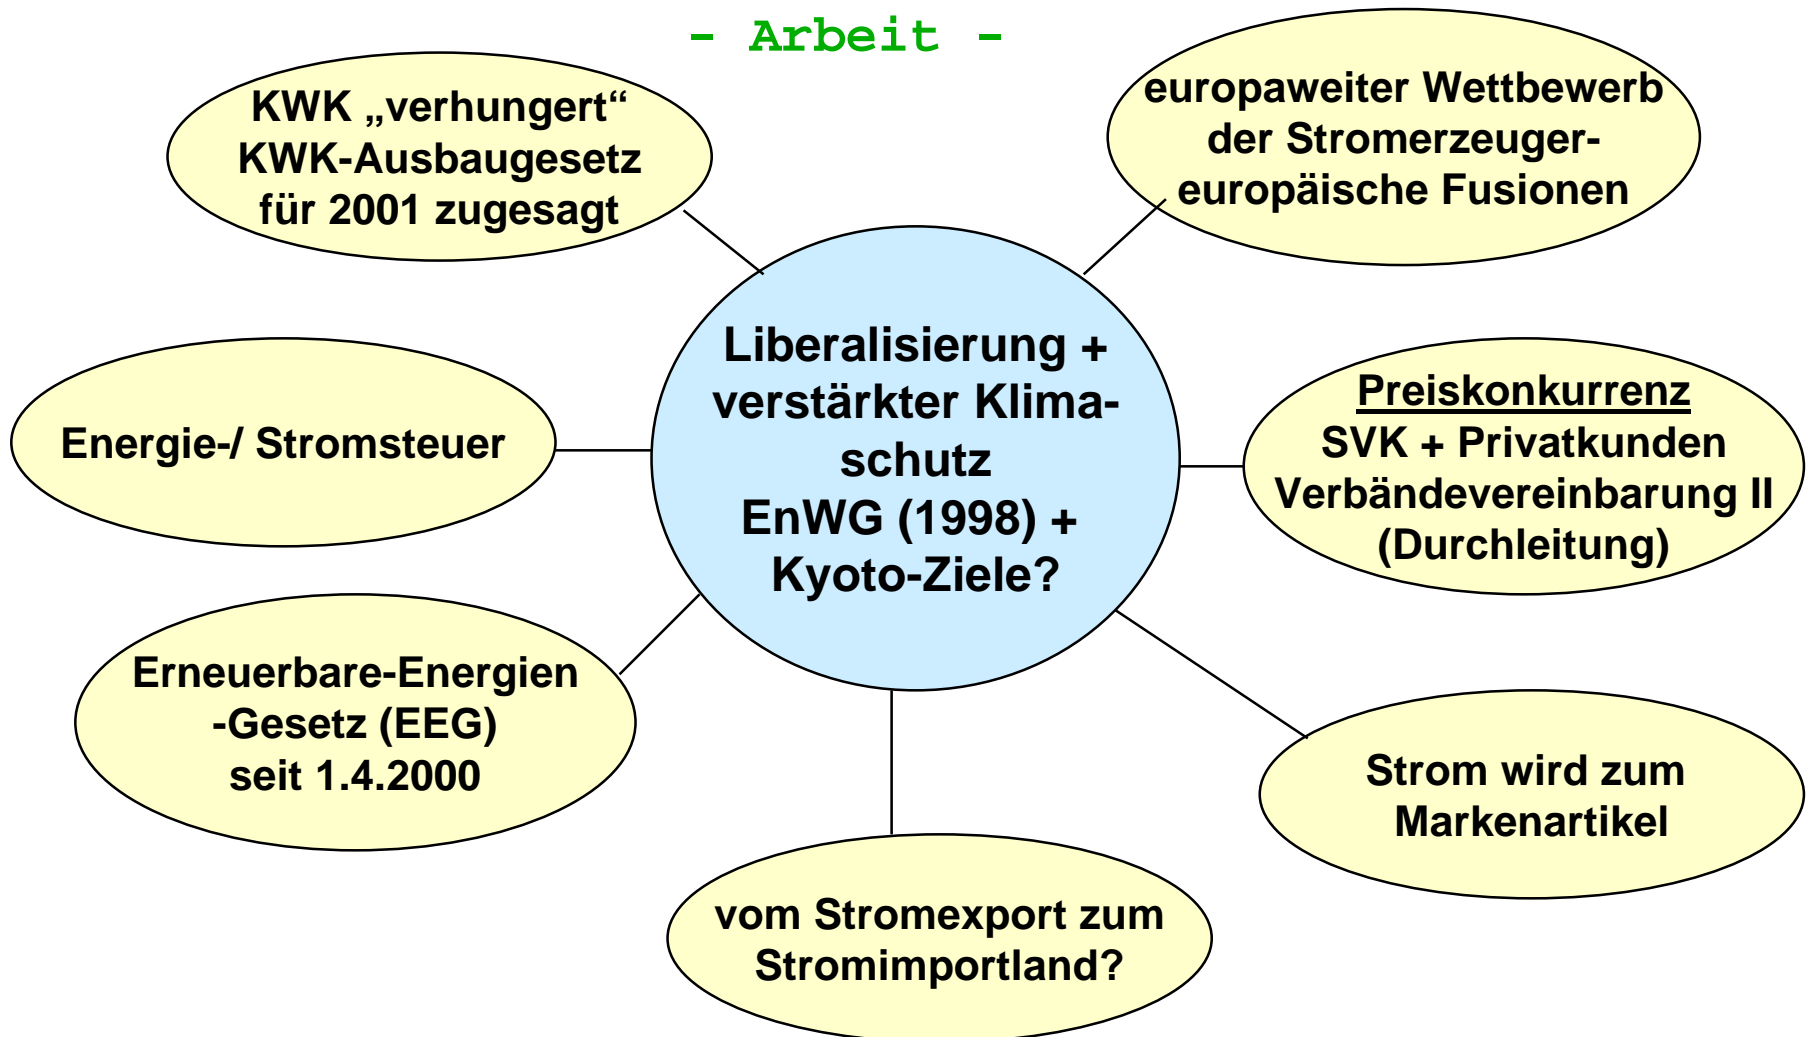 - Arbeit -
KWK „verhungert“
KWK-Ausbaugesetz
für 2001 zugesagt
europaweiter Wettbewerb
der Stromerzeuger-
europäische Fusionen
Liberalisierung +
verstärkter Klima-
schutz
EnWG (1998) +
Kyoto-Ziele?
Energie-/ Stromsteuer
Preiskonkurrenz
SVK + Privatkunden
Verbändevereinbarung II
(Durchleitung)
Erneuerbare-Energien
-Gesetz (EEG)
seit 1.4.2000
Strom wird zum
Markenartikel
vom Stromexport zum
Stromimportland?